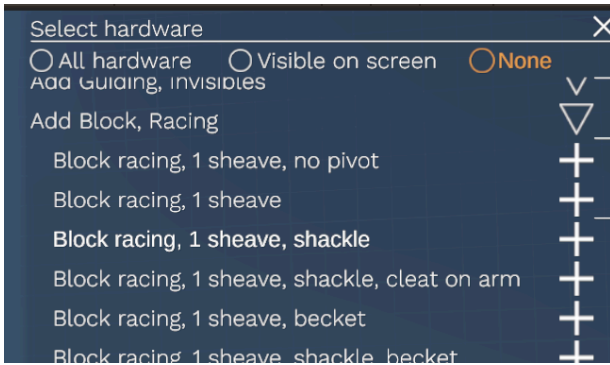 Select hardware
All hardware Visible on screen None
Add Guiding, Invisibles
Add Block, Racing
Block racing, 1 sheave, no pivot
Block racing, 1 sheave
Block racing, 1 sheave, shackle
Block racing, 1 sheave, shackle, cleat on arm
Block racing, 1 sheave, becket
Block racing, 1 sheave, shackle, becket